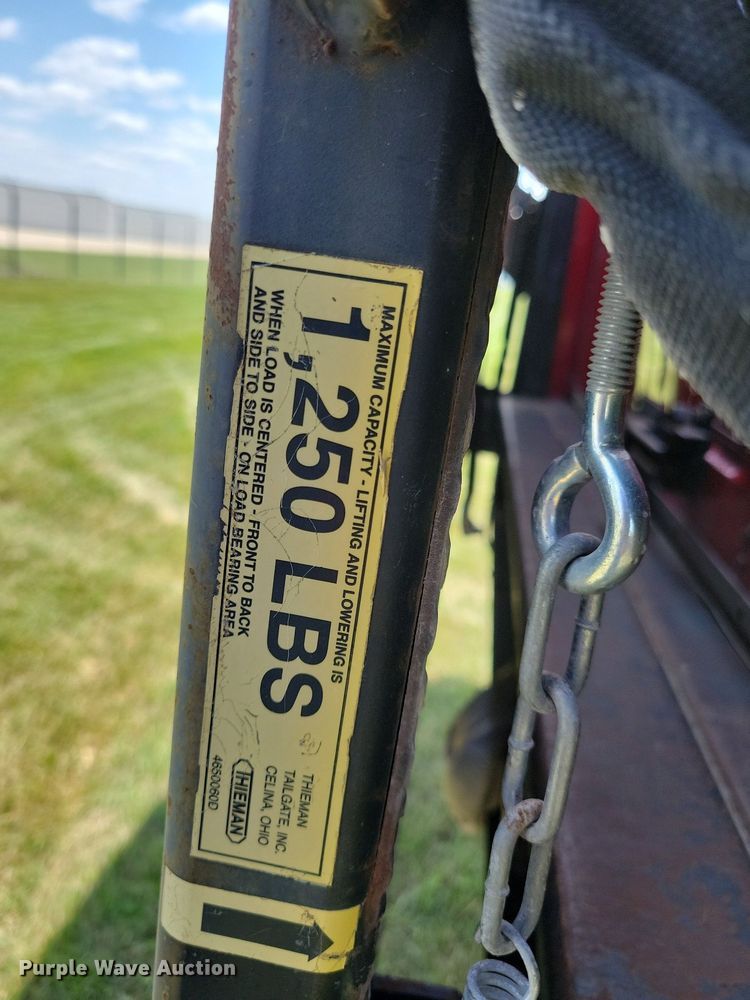 MAXIMUM CAPACITY - LIFTING AND LOWERING IS
1,250 LBS
WHEN LOAD IS CENTERED - FRONT TO BACK
AND SIDE TO SIDE - ON LOAD BEARING AREA
THIEMAN
TAILGATE, INC.
CELINA, OHIO
THIEMAN
4650060D
Purple Wave Auction